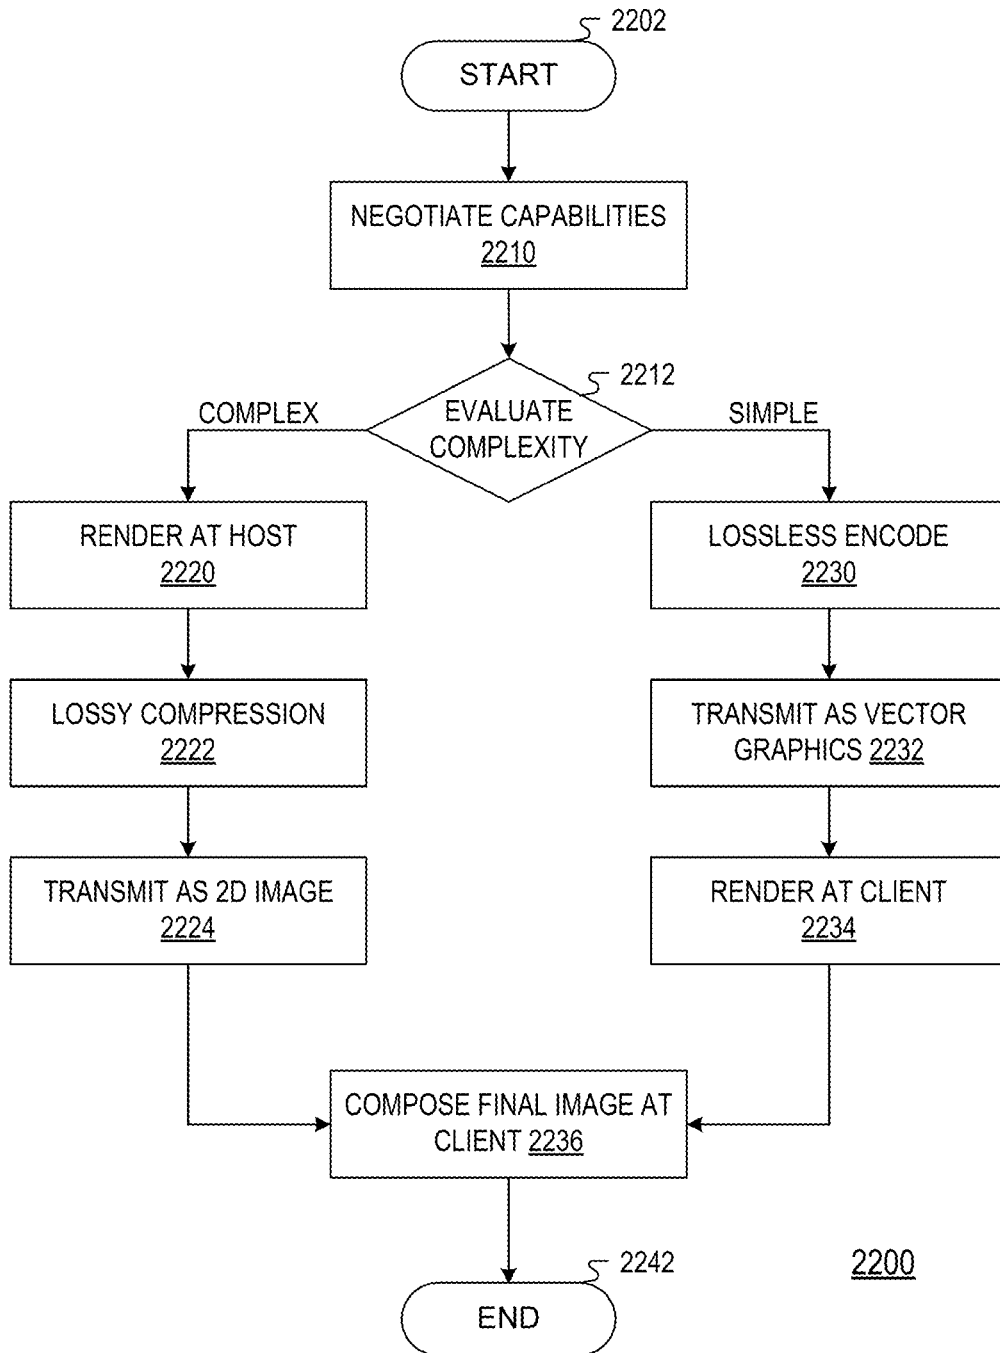 2202
START
NEGOTIATE CAPABILITIES
2210
2212
EVALUATE
COMPLEXITY
COMPLEX
SIMPLE
RENDER AT HOST
2220
LOSSLESS ENCODE
2230
LOSSY COMPRESSION
2222
TRANSMIT AS VECTOR
GRAPHICS 2232
TRANSMIT AS 2D IMAGE
2224
RENDER AT CLIENT
2234
COMPOSE FINAL IMAGE AT
CLIENT 2236
2242
END
2200